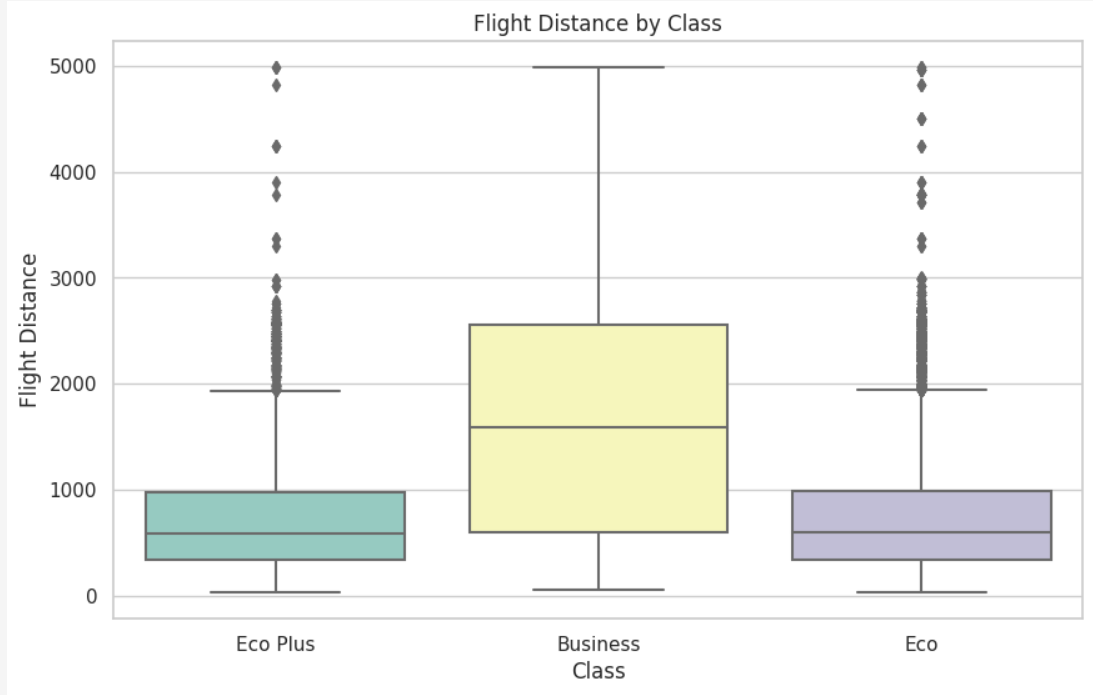 Flight Distance by Class
Flight Distance
5000
4000
3000
2000
1000
0
Eco Plus
Business
Eco
Class